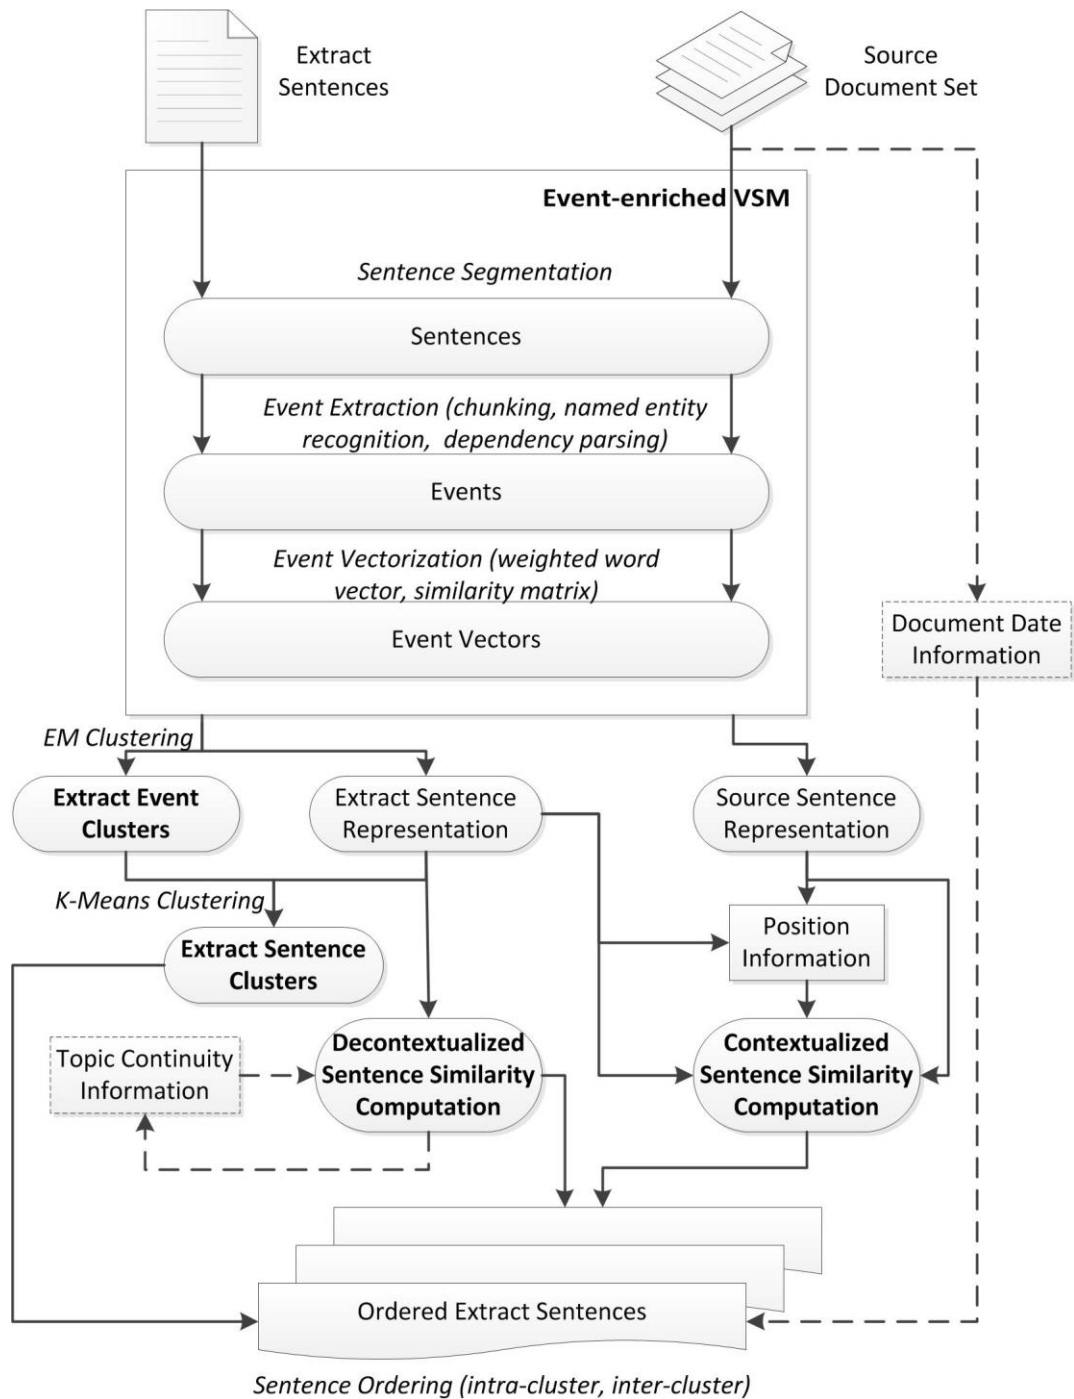 Extract
Sentences
Source
Document Set
Event-enriched VSM
Sentence Segmentation
Sentences
Event Extraction (chunking, named entity
recognition, dependency parsing)
Events
Event Vectorization (weighted word
vector, similarity matrix)
Event Vectors
Document Date
Information
EM Clustering
Extract Event
Clusters
Extract Sentence
Representation
Source Sentence
Representation
K-Means Clustering
Extract Sentence
Clusters
Position
Information
Topic Continuity
Information
Decontextualized
Sentence Similarity
Computation
Contextualized
Sentence Similarity
Computation
Ordered Extract Sentences
Sentence Ordering (intra-cluster, inter-cluster)